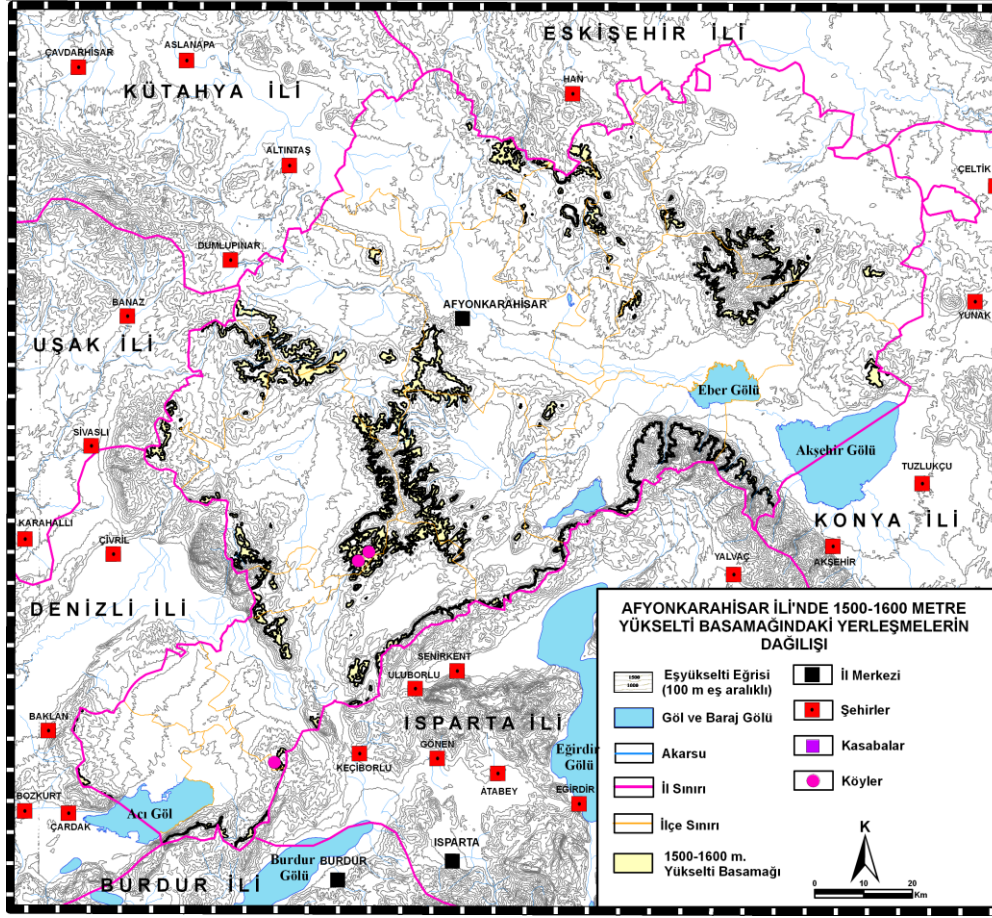 ESKİŞEHİR İLİ
ÇAVDARHİSAR
ASLANAPA
HAN
KÜTAHYA İLİ
ALTINTAŞ
ÇELTİK
DUMLUPINAR
BANAZ
AFYONKARAHİSAR
YUNAK
UŞAK İLİ
Eber Gölü
SİVASLI
Akşehir Gölü
TUZLUKÇU
KARAHALLI
ÇİVRİL
KONYA İLİ
AKŞEHİR
YALVAÇ
DENİZLİ İLİ
SENİRKENT
ULUBORLU
BAKLAN
ISPARTA İLİ
KEÇİBORLU
GÖNEN
ATABEY
Eğirdir
Gölü
EĞİRDİR
BOZKURT
ÇARDAK
Acı Göl
Burdur
Gölü
BURDUR
ISPARTA
BURDUR İLİ
AFYONKARAHİSAR İLİ'NDE 1500-1600 METRE
YÜKSELTİ BASAMAĞINDAKİ YERLEŞMELERİN
DAĞILIŞI
Eşyükselti Eğrisi
(100 m eş aralıklı)
Göl ve Baraj Gölü
Akarsu
İl Sınırı
İlçe Sınırı
1500-1600 m.
Yükselti Basamağı
İl Merkezi
Şehirler
Kasabalar
Köyler
K
0 10 20
Km